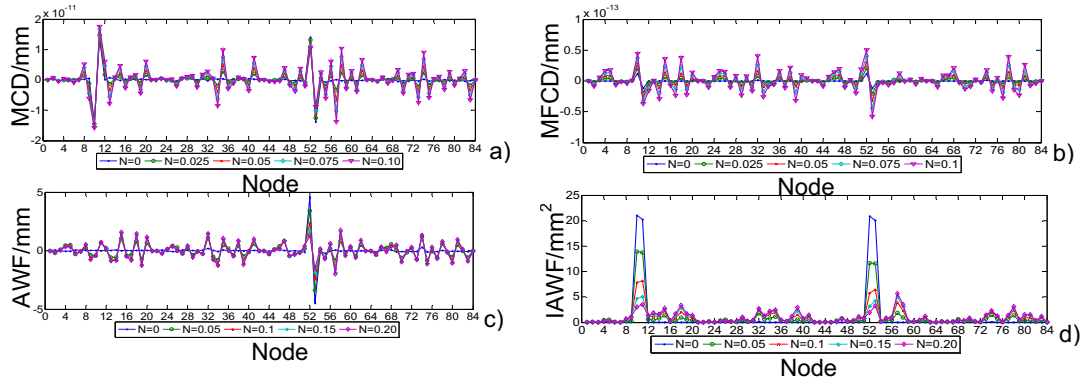 x 10⁻¹¹
MCD/mm
2
1
0
-1
-2
0 4 8 12 16 20 24 28 32 36 40 44 48 52 56 60 64 68 72 76 80 84
N=0 N=0.025 N=0.05 N=0.075 N=0.10
Node
a)
x 10⁻¹³
MFCD/mm
1
0.5
0
-0.5
-1
0 4 8 12 16 20 24 28 32 36 40 44 48 52 56 60 64 68 72 76 80 84
N=0 N=0.025 N=0.05 N=0.075 N=0.1
Node
b)
AWF/mm
5
0
-5
0 4 8 12 16 20 24 28 32 36 40 44 48 52 56 60 64 68 72 76 80 84
N=0 N=0.05 N=0.1 N=0.15 N=0.20
Node
c)
IAWF/mm²
25
20
15
10
5
0
0 4 8 12 16 20 24 28 32 36 40 44 48 52 56 60 64 68 72 76 80 84
N=0 N=0.05 N=0.1 N=0.15 N=0.20
Node
d)